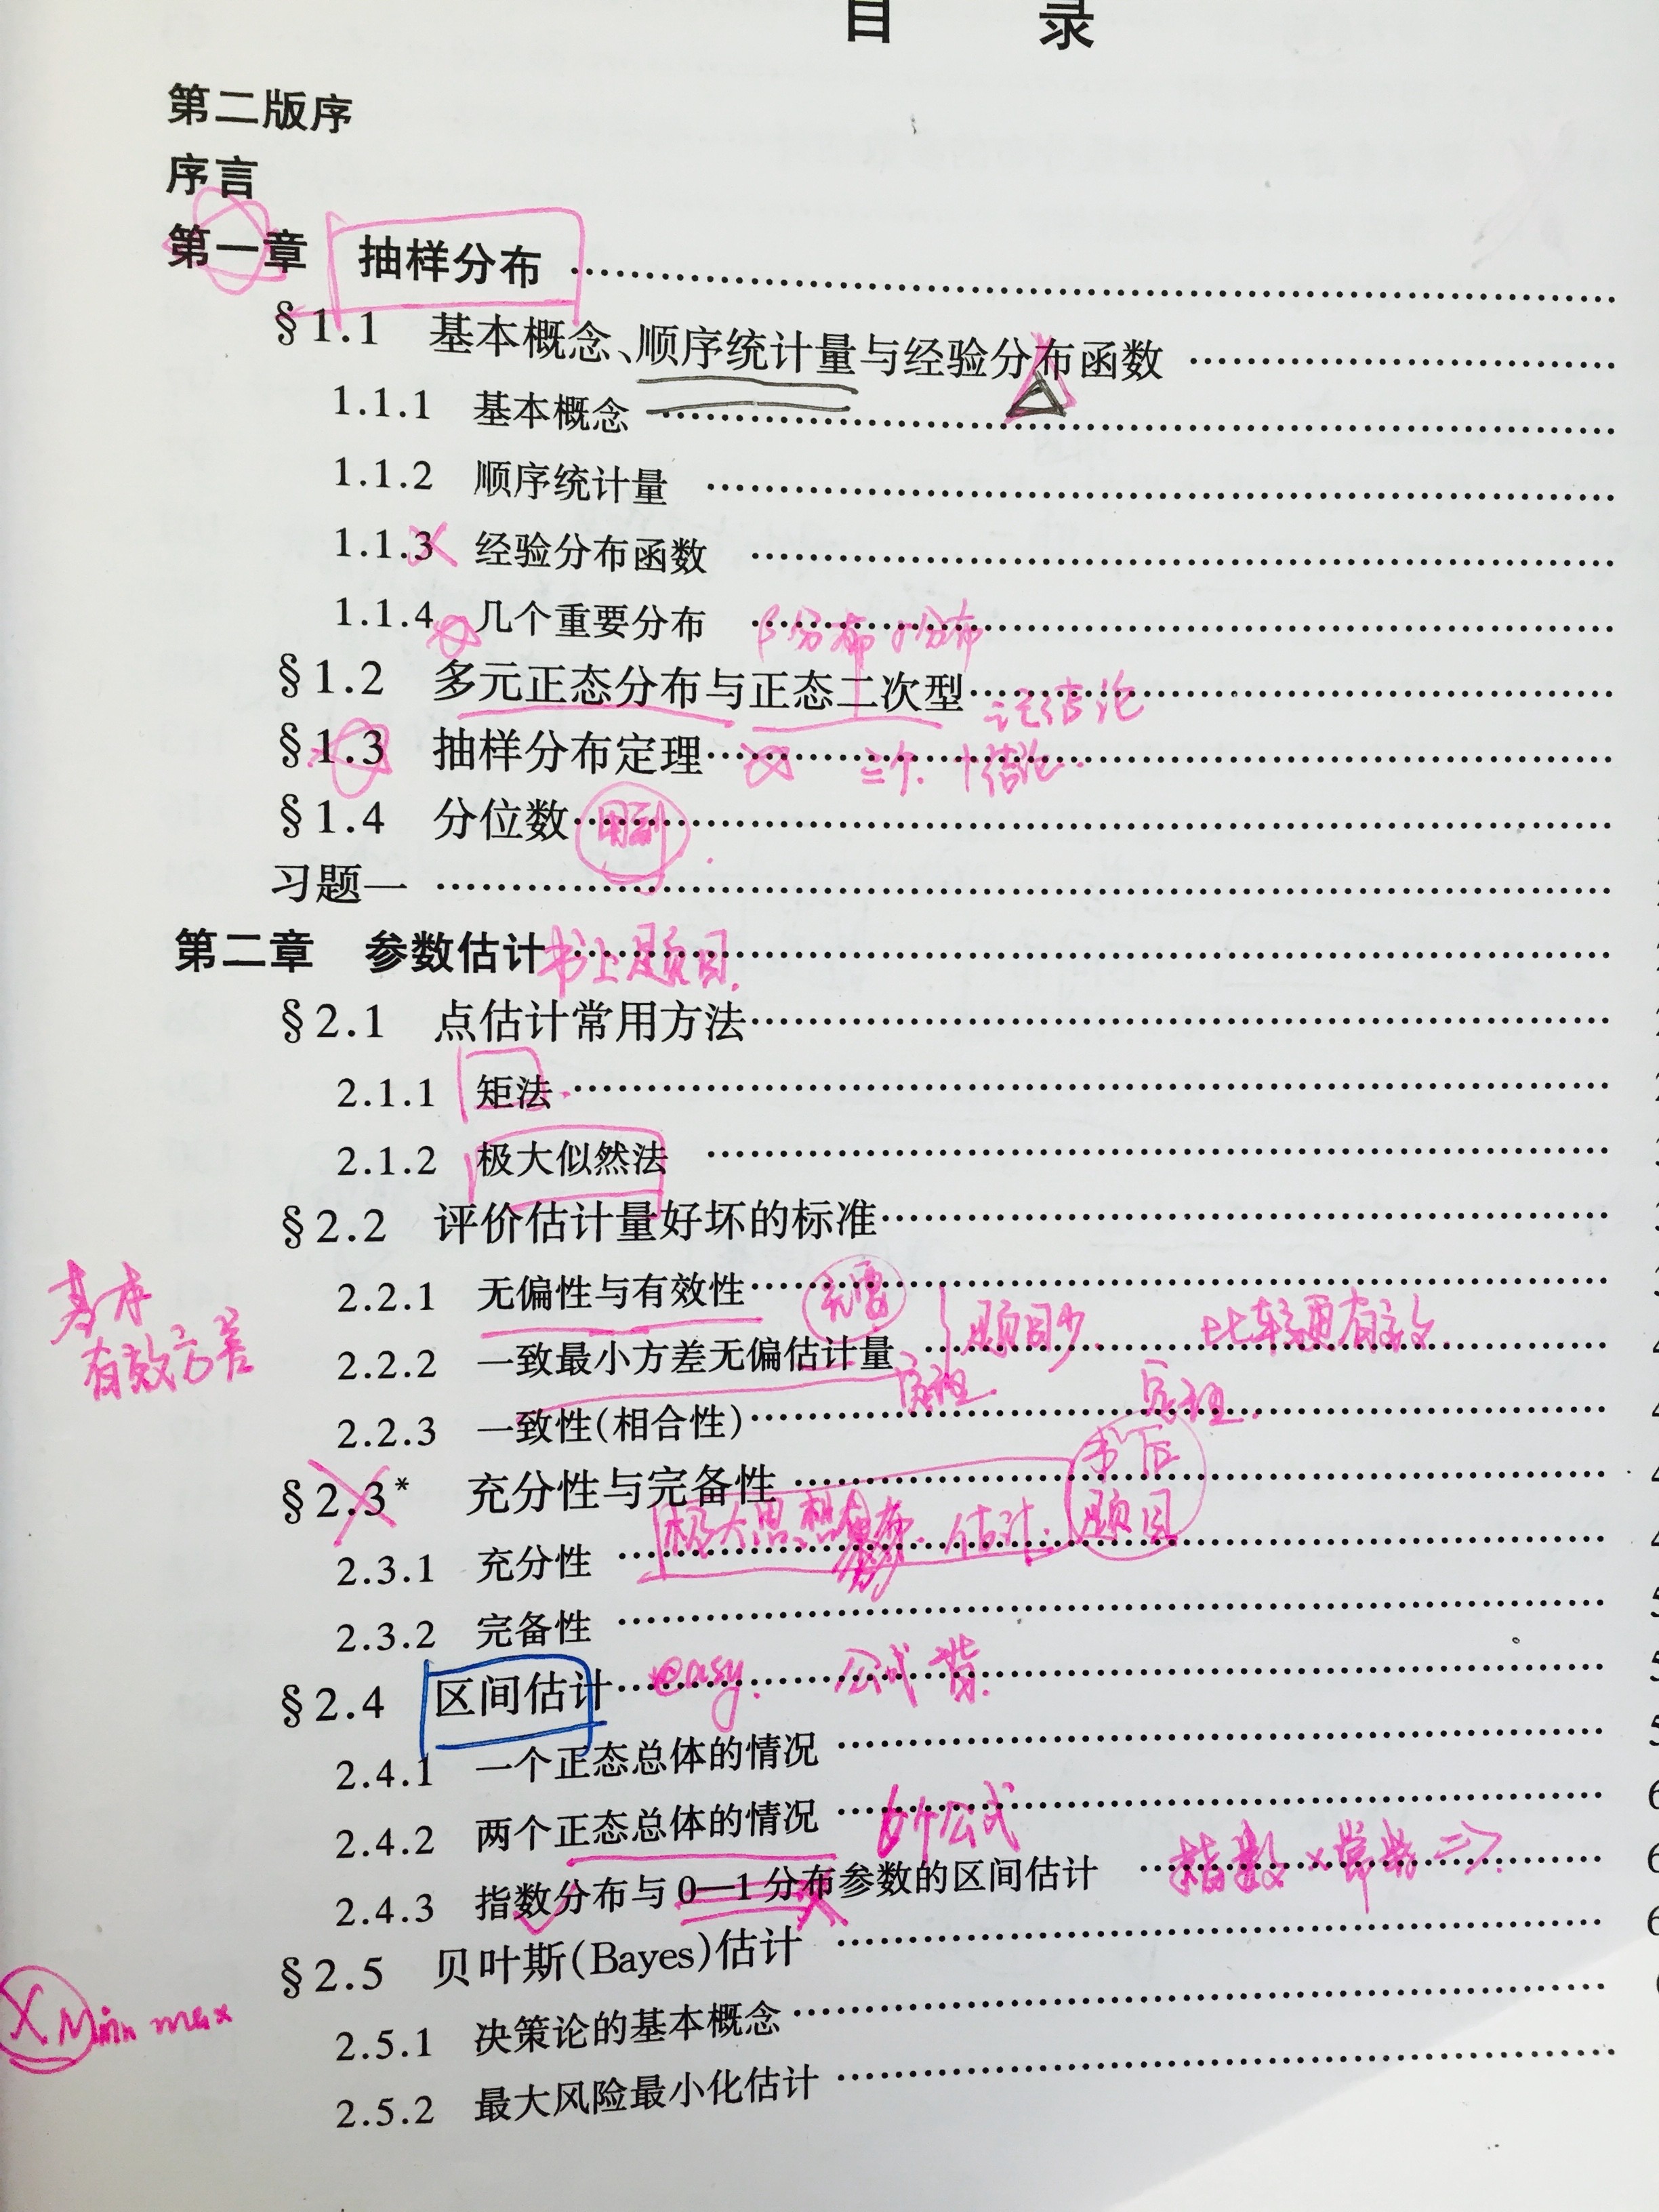 目 录
第二版序
序言
第一章 抽样分布
§1.1 基本概念、顺序统计量与经验分布函数
1.1.1 基本概念
1.1.2 顺序统计量
1.1.3 经验分布函数
1.1.4 几个重要分布 β分布 分布
§1.2 多元正态分布与正态二次型 记结论
§1.3 抽样分布定理 三个 结论
§1.4 分位数 用到
习题一
第二章 参数估计 书上题目.
§2.1 点估计常用方法
2.1.1 矩法
2.1.2 极大似然法
§2.2 评价估计量好坏的标准
2.2.1 无偏性与有效性
基本
有效方差
题目少. 比较有效
2.2.2 一致最小方差无偏估计量
2.2.3 一致性(相合性)
书后
题目
§2.3* 充分性与完备性
极大思想 估计
2.3.1 充分性
2.3.2 完备性
§2.4 区间估计 easy. 公式背.
2.4.1 一个正态总体的情况
2.4.2 两个正态总体的情况 6个公式
2.4.3 指数分布与0—1分布参数的区间估计 指数×常数⇒
§2.5 贝叶斯(Bayes)估计
X Min max
2.5.1 决策论的基本概念
2.5.2 最大风险最小化估计